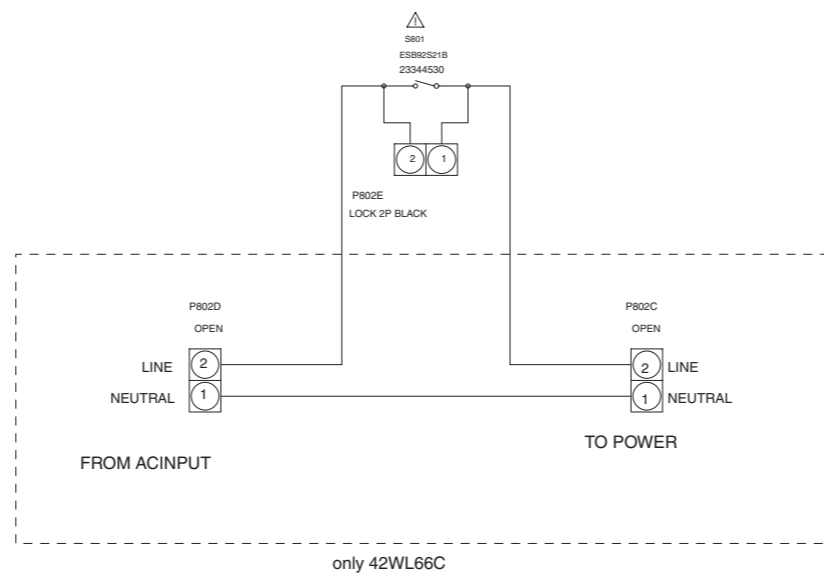 !
S801
ESB92S21B
23344530
2 1
P802E
LOCK 2P BLACK
P802D
OPEN
P802C
OPEN
LINE 2
2 LINE
NEUTRAL 1
1 NEUTRAL
FROM ACINPUT
TO POWER
only 42WL66C